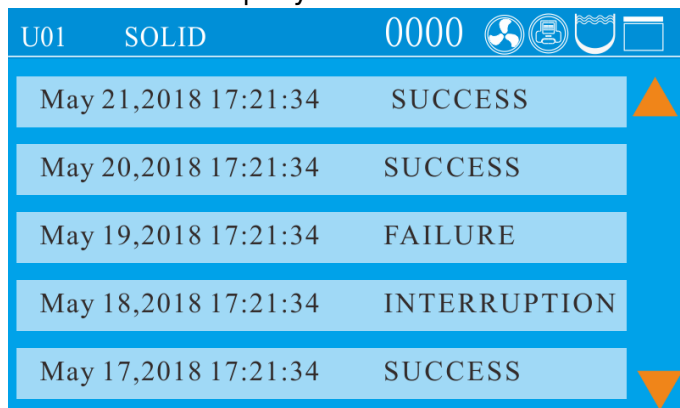 U01 SOLID 0000
May 21,2018 17:21:34 SUCCESS
May 20,2018 17:21:34 SUCCESS
May 19,2018 17:21:34 FAILURE
May 18,2018 17:21:34 INTERRUPTION
May 17,2018 17:21:34 SUCCESS